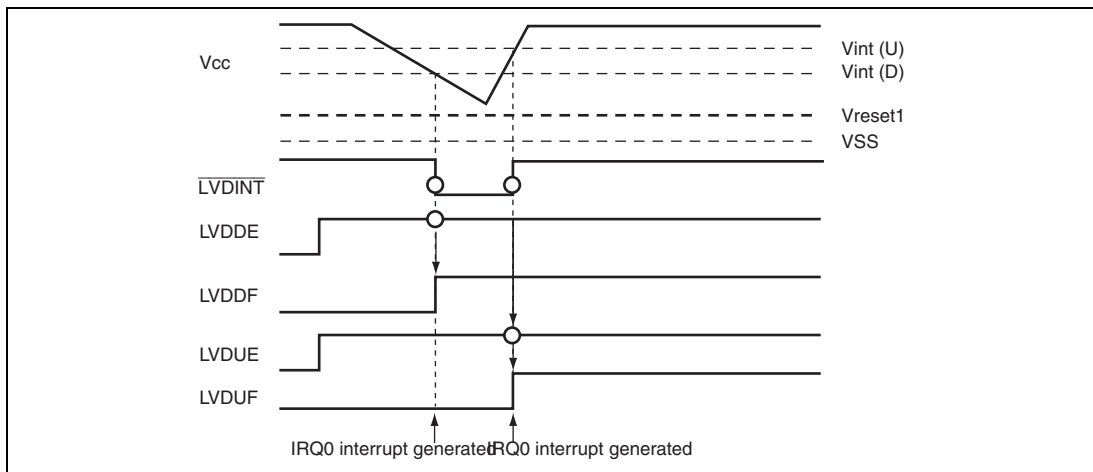 Vcc
Vint (U)
Vint (D)
Vreset1
VSS
LVDINT
LVDDE
LVDDF
LVDUE
LVDUF
IRQ0 interrupt generated
IRQ0 interrupt generated